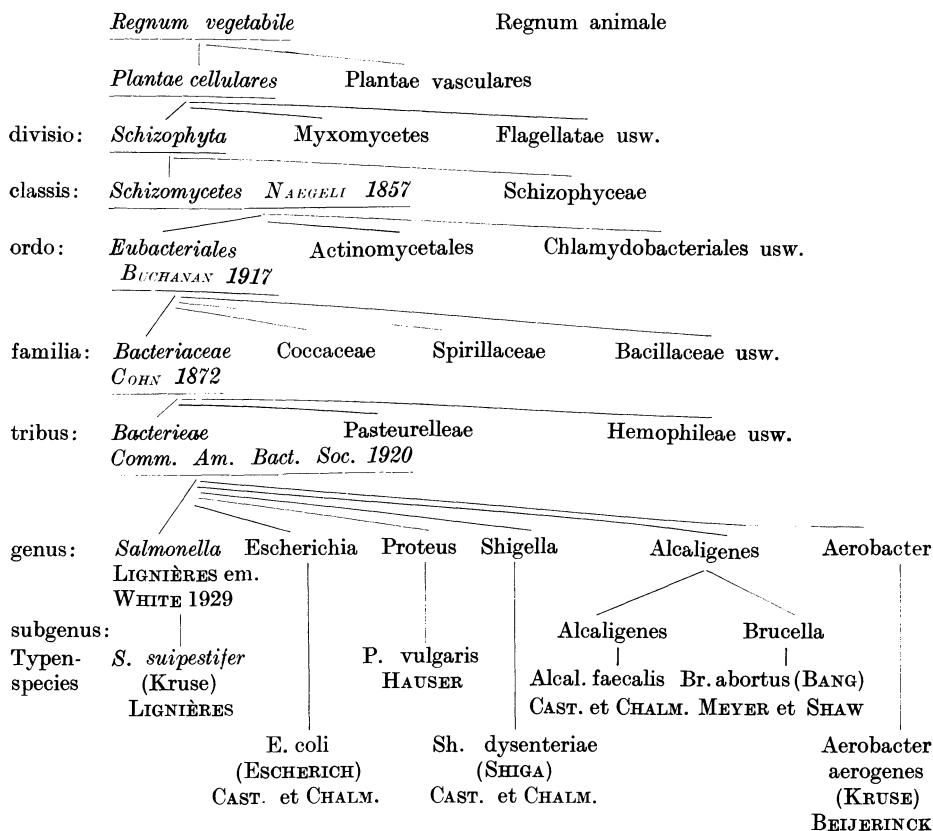 Regnum vegetabile Regnum animale
Plantae cellulares Plantae vasculares
divisio: Schizophyta Myxomycetes Flagellatae usw.
classis: Schizomycetes NAEGELI 1857 Schizophyceae
ordo: Eubacteriales Actinomycetales Chlamydobacteriales usw.
BUCHANAN 1917
familia: Bacteriaceae Coccaceae Spirillaceae Bacillaceae usw.
COHN 1872
tribus: Bacterieae Pasteurelleae Hemophileae usw.
Comm. Am. Bact. Soc. 1920
genus: Salmonella Escherichia Proteus Shigella Alcaligenes Aerobacter
LIGNIÈRES em.
WHITE 1929
subgenus: Alcaligenes Brucella
Typen- S. suipestifer P. vulgaris
species (Kruse) HAUSER Alcal. faecalis Br. abortus (BANG)
LIGNIÈRES CAST. et CHALM. MEYER et SHAW
E. coli Sh. dysenteriae Aerobacter
(ESCHERICH) (SHIGA) aerogenes
CAST. et CHALM. CAST. et CHALM. (KRUSE)
BEIJERINCK